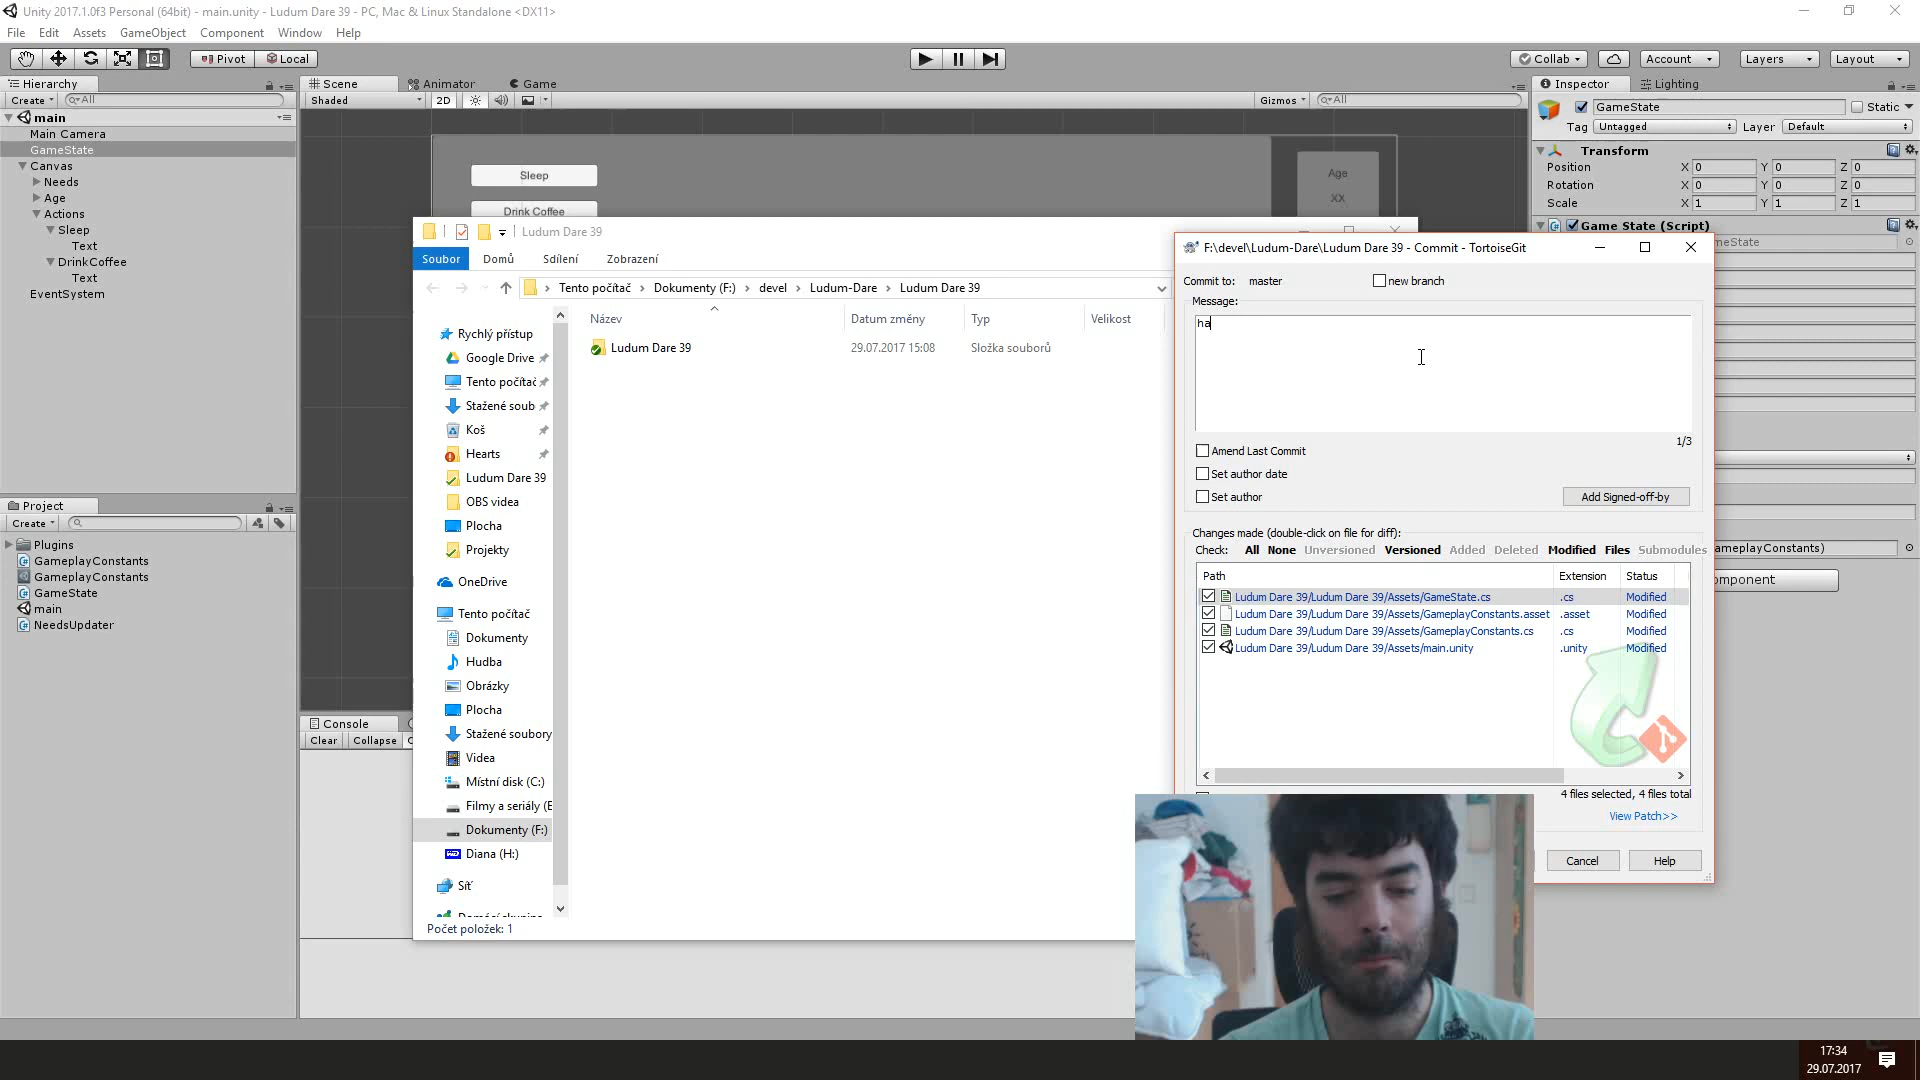 Unity 2017.1.0f3 Personal (64bit) - main.unity - Ludum Dare 39 - PC, Mac & Linux Standalone <DX11>
File Edit Assets GameObject Component Window Help
Pivot Local
Collab Account Layers Layout
Hierarchy
Create All
main
Main Camera
GameState
Canvas
Needs
Age
Actions
Sleep
Text
DrinkCoffee
Text
EventSystem
Project
Create
Plugins
GameplayConstants
GameplayConstants
GameState
main
NeedsUpdater
Scene Animator Game
Shaded 2D Gizmos All
Sleep
Drink Coffee
Age
XX
Console
Clear Collapse
Inspector Lighting
GameState Static
Tag Untagged Layer Default
Transform
Position X 0 Y 0 Z 0
Rotation X 0 Y 0 Z 0
Scale X 1 Y 1 Z 1
Game State (Script)
meState
ameplayConstants)
omponent
Ludum Dare 39
Soubor Domů Sdílení Zobrazení
Tento počítač Dokumenty (F:) devel Ludum-Dare Ludum Dare 39
Název Datum změny Typ Velikost
Ludum Dare 39 29.07.2017 15:08 Složka souborů
Rychlý přístup
Google Drive
Tento počítač
Stažené soub
Koš
Hearts
Ludum Dare 39
OBS videa
Plocha
Projekty
OneDrive
Tento počítač
Dokumenty
Hudba
Obrázky
Plocha
Stažené soubory
Videa
Místní disk (C:)
Filmy a seriály (E
Dokumenty (F:)
Diana (H:)
Síť
Počet položek: 1
F:\devel\Ludum-Dare\Ludum Dare 39 - Commit - TortoiseGit
Commit to: master new branch
Message:
ha
1/3
Amend Last Commit
Set author date
Set author Add Signed-off-by
Changes made (double-click on file for diff):
Check: All None Unversioned Versioned Added Deleted Modified Files Submodules
Path Extension Status
Ludum Dare 39/Ludum Dare 39/Assets/GameState.cs .cs Modified
Ludum Dare 39/Ludum Dare 39/Assets/GameplayConstants.asset .asset Modified
Ludum Dare 39/Ludum Dare 39/Assets/GameplayConstants.cs .cs Modified
Ludum Dare 39/Ludum Dare 39/Assets/main.unity .unity Modified
4 files selected, 4 files total
View Patch>>
Cancel Help
17:34
29.07.2017